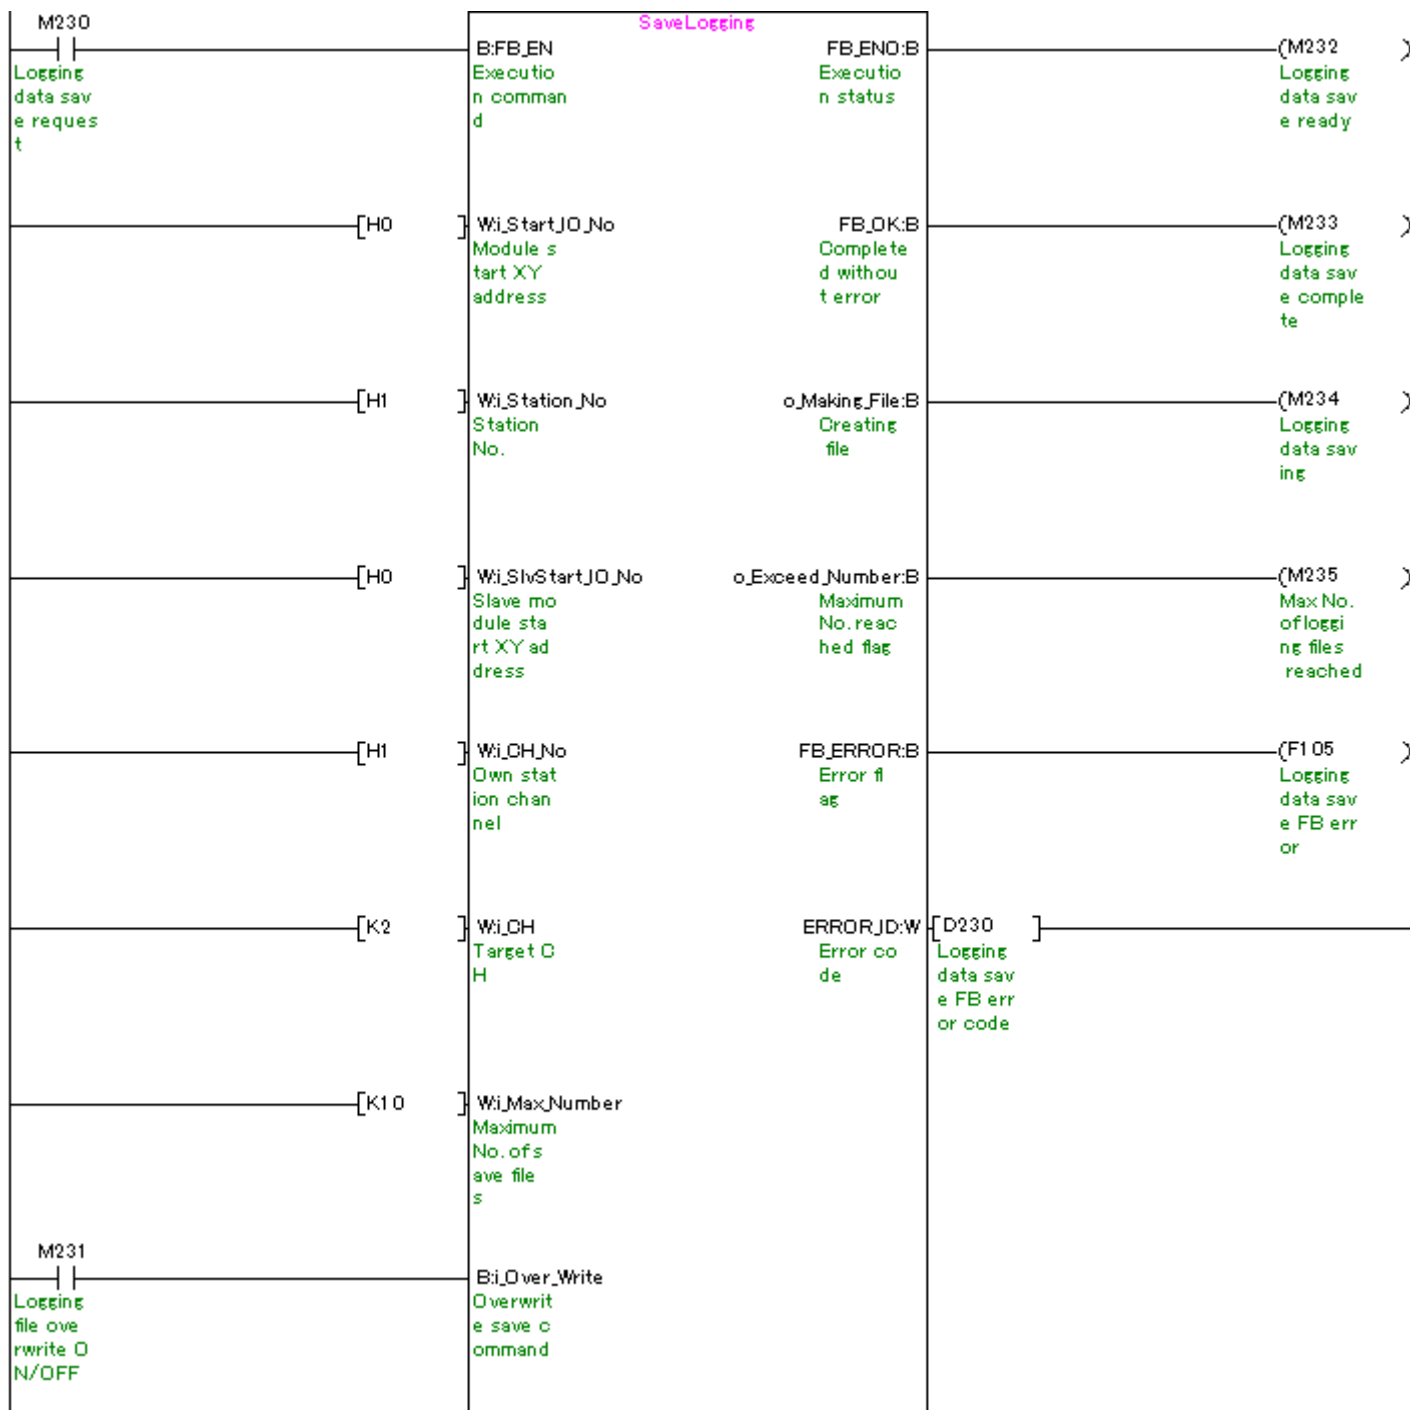 M230
SaveLogging
B:FB_EN
FB_ENO:B
(M232 )
Logging
data sav
e reques
t
Executio
n comman
d
Executio
n status
Logging
data sav
e ready
[H0 ]
W:i_Start_IO_No
FB_OK:B
(M233 )
Module s
tart XY
address
Complete
d withou
t error
Logging
data sav
e comple
te
[H1 ]
W:i_Station_No
o_Making_File:B
(M234 )
Station
No.
Creating
file
Logging
data sav
ing
[H0 ]
W:i_SlvStart_IO_No
o_Exceed_Number:B
(M235 )
Slave mo
dule sta
rt XY ad
dress
Maximum
No. reac
hed flag
Max No.
of loggi
ng files
reached
[H1 ]
W:i_CH_No
FB_ERROR:B
(F105 )
Own stat
ion chan
nel
Error fl
ag
Logging
data sav
e FB err
or
[K2 ]
W:i_CH
ERROR_ID:W
[D230 ]
Target C
H
Error co
de
Logging
data sav
e FB err
or code
[K10 ]
W:i_Max_Number
Maximum
No. of s
ave file
s
M231
B:i_Over_Write
Logging
file ove
rwrite O
N/OFF
Overwrit
e save c
ommand